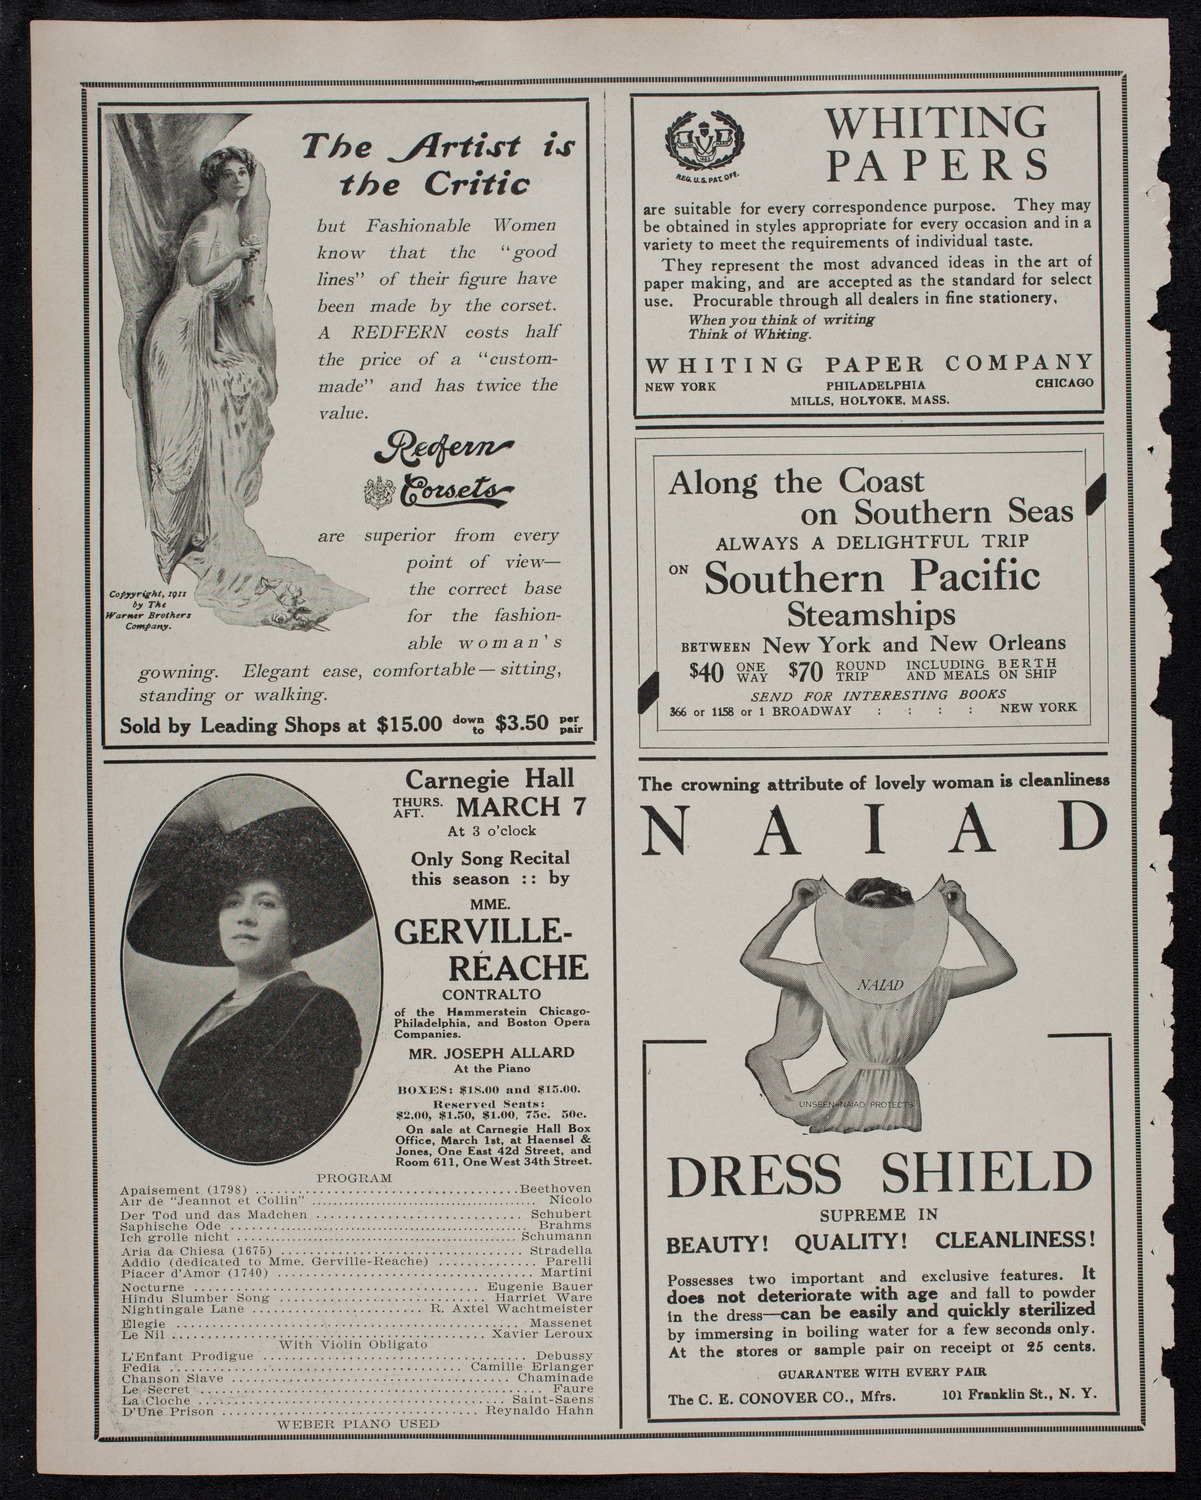 The Artist is
the Critic
but Fashionable Women
know that the "good
lines" of their figure have
been made by the corset.
A REDFERN costs half
the price of a "custom-
made" and has twice the
value.
Redfern
Corsets
are superior from every
point of view—
the correct base
for the fashion-
able woman's
gowning. Elegant ease, comfortable—sitting,
standing or walking.
Copyright, 1911
by The
Warner Brothers
Company.
Sold by Leading Shops at $15.00 down to $3.50 per pair
Carnegie Hall
THURS. AFT. MARCH 7
At 3 o'clock
Only Song Recital
this season :: by
MME.
GERVILLE-
RÉACHE
CONTRALTO
of the Hammerstein Chicago-
Philadelphia, and Boston Opera
Companies.
MR. JOSEPH ALLARD
At the Piano
BOXES: $18.00 and $15.00.
Reserved Seats:
$2.00, $1.50, $1.00, 75c. 50c.
On sale at Carnegie Hall Box
Office, March 1st, at Haensel &
Jones, One East 42d Street, and
Room 611, One West 34th Street.
PROGRAM
Apaisement (1798) ........ Beethoven
Air de "Jeannot et Collin" ........ Nicolo
Der Tod und das Madchen ........ Schubert
Saphische Ode ........ Brahms
Ich grolle nicht ........ Schumann
Aria da Chiesa (1675) ........ Stradella
Addio (dedicated to Mme. Gerville-Reache) ........ Parelli
Piacer d'Amor (1740) ........ Martini
Nocturne ........ Eugenie Bauer
Hindu Slumber Song ........ Harriet Ware
Nightingale Lane ........ R. Axtel Wachtmeister
Elegie ........ Massenet
Le Nil ........ Xavier Leroux
With Violin Obligato
L'Enfant Prodigue ........ Debussy
Fedia ........ Camille Erlanger
Chanson Slave ........ Chaminade
Le Secret ........ Faure
La Cloche ........ Saint-Saens
D'Une Prison ........ Reynaldo Hahn
WEBER PIANO USED
REG. U.S. PAT. OFF.
WHITING
PAPERS
are suitable for every correspondence purpose. They may
be obtained in styles appropriate for every occasion and in a
variety to meet the requirements of individual taste.
They represent the most advanced ideas in the art of
paper making, and are accepted as the standard for select
use. Procurable through all dealers in fine stationery.
When you think of writing
Think of Whiting.
WHITING PAPER COMPANY
NEW YORK PHILADELPHIA CHICAGO
MILLS, HOLYOKE, MASS.
Along the Coast
on Southern Seas
ALWAYS A DELIGHTFUL TRIP
ON Southern Pacific
Steamships
BETWEEN New York and New Orleans
$40 ONE WAY $70 ROUND TRIP INCLUDING BERTH AND MEALS ON SHIP
SEND FOR INTERESTING BOOKS
366 or 1158 or 1 BROADWAY : : : : NEW YORK
The crowning attribute of lovely woman is cleanliness
NAIAD
NAIAD
UNSEEN—NAIAD PROTECTS
DRESS SHIELD
SUPREME IN
BEAUTY! QUALITY! CLEANLINESS!
Possesses two important and exclusive features. It
does not deteriorate with age and fall to powder
in the dress—can be easily and quickly sterilized
by immersing in boiling water for a few seconds only.
At the stores or sample pair on receipt of 25 cents.
GUARANTEE WITH EVERY PAIR
The C. E. CONOVER CO., Mfrs. 101 Franklin St., N. Y.